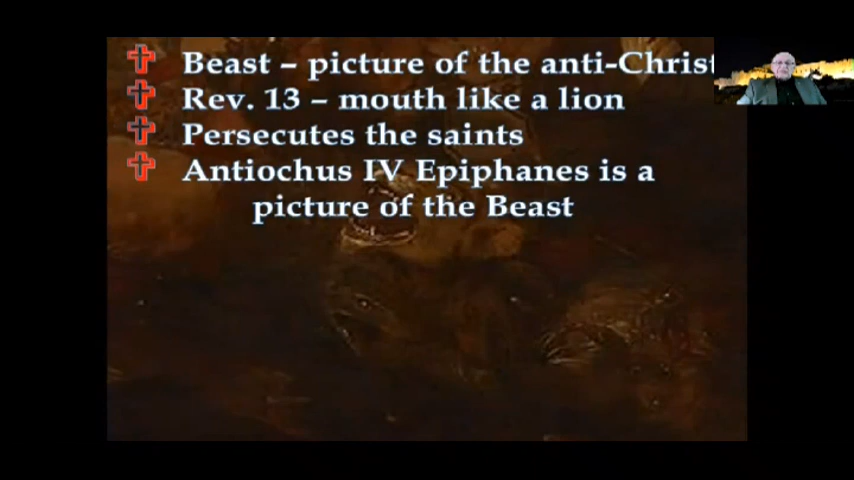 Beast – picture of the anti-Christ
Rev. 13 – mouth like a lion
Persecutes the saints
Antiochus IV Epiphanes is a
picture of the Beast